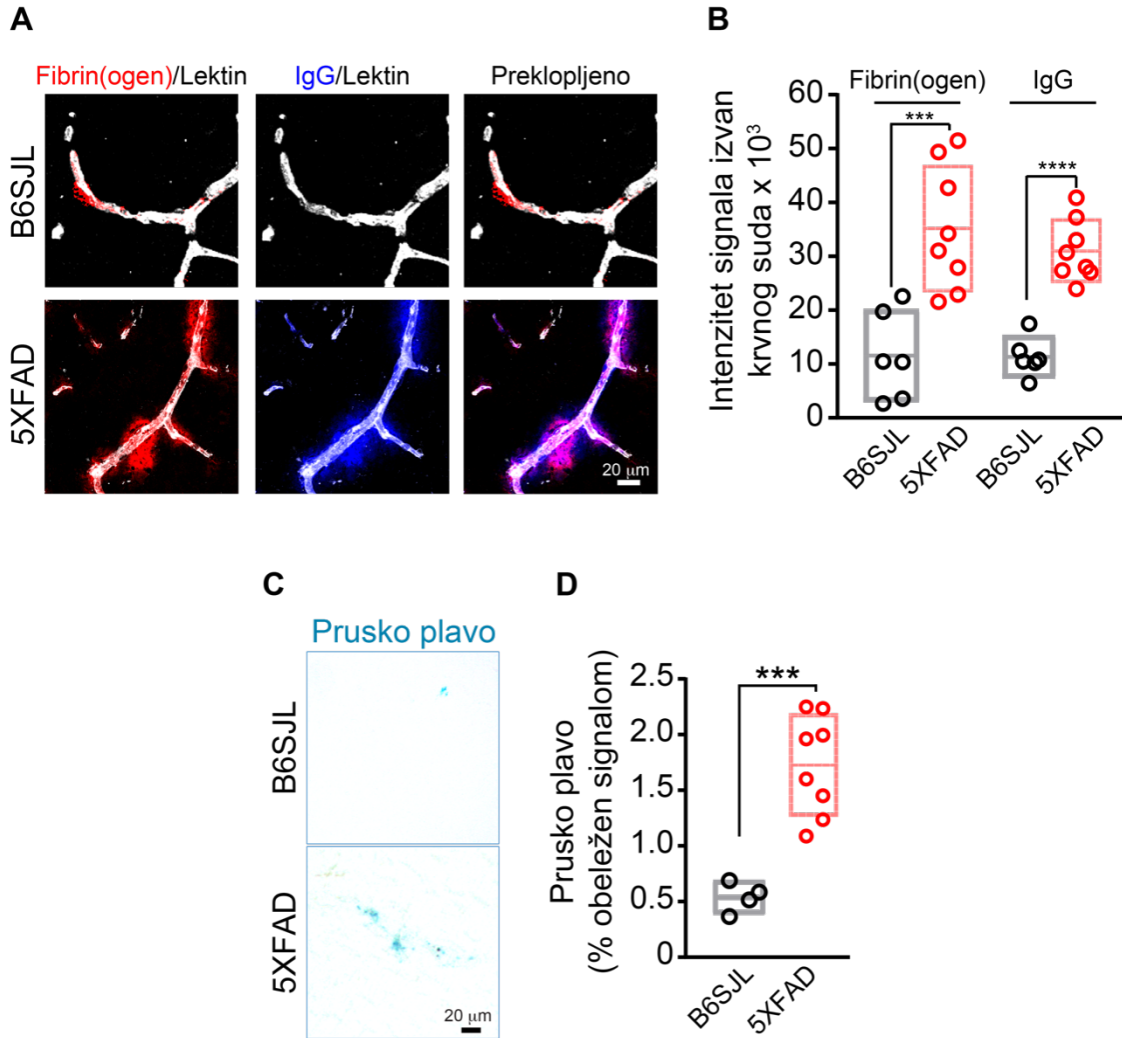 A
Fibrin(ogen)/Lektin
IgG/Lektin
Preklopljeno
B6SJL
5XFAD
20 μm
B
Fibrin(ogen)
IgG
Intenzitet signala izvan
krvnog suda x 10³
60
50
40
30
20
10
0
***
****
B6SJL
5XFAD
B6SJL
5XFAD
C
Prusko plavo
B6SJL
5XFAD
20 μm
D
Prusko plavo
(% obeležen signalom)
2.5
2.0
1.5
1.0
0.5
0
***
B6SJL
5XFAD